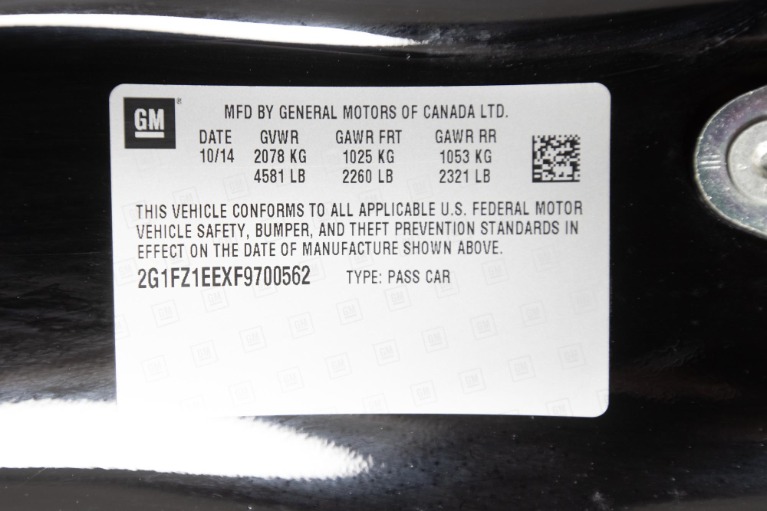 GM ®
MFD BY GENERAL MOTORS OF CANADA LTD.
DATE GVWR GAWR FRT GAWR RR
10/14 2078 KG 1025 KG 1053 KG
4581 LB 2260 LB 2321 LB
THIS VEHICLE CONFORMS TO ALL APPLICABLE U.S. FEDERAL MOTOR
VEHICLE SAFETY, BUMPER, AND THEFT PREVENTION STANDARDS IN
EFFECT ON THE DATE OF MANUFACTURE SHOWN ABOVE.
2G1FZ1EEXF9700562 TYPE: PASS CAR